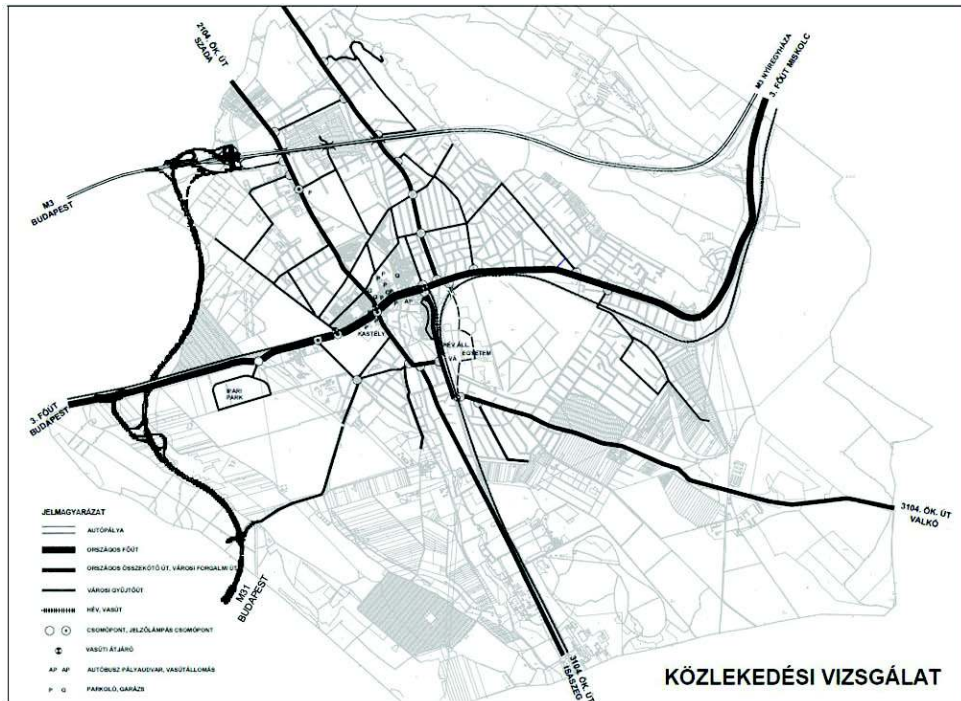 2104. ÖK. ÚT
SZADA
M3 NYÍREGYHÁZA
3. FŐÚT MISKOLC
M3
BUDAPEST
P
AP
P
G
AP
KASTÉLY
HÉV ÁLL.
VÁ
EGYETEM
IPARI
PARK
3. FŐÚT
BUDAPEST
3104. ÖK. ÚT
VALKÓ
JELMAGYARÁZAT
AUTÓPÁLYA
ORSZÁGOS FŐÚT
ORSZÁGOS ÖSSZEKÖTŐ ÚT, VÁROSI FORGALMI ÚT
VÁROSI GYŰJTŐÚT
HÉV, VASÚT
CSOMÓPONT, JELZŐLÁMPÁS CSOMÓPONT
VASÚTI ÁTJÁRÓ
AP AP AUTÓBUSZ PÁLYAUDVAR, VASÚTÁLLOMÁS
P G PARKOLÓ, GARÁZS
M31
BUDAPEST
3104. ÖK. ÚT
ISASZEG
KÖZLEKEDÉSI VIZSGÁLAT